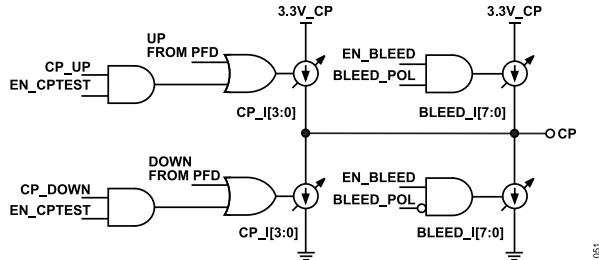 3.3V_CP
3.3V_CP
UP
FROM PFD
EN_BLEED
CP_UP
BLEED_POL
EN_CPTEST
CP_I[3:0]
BLEED_I[7:0]
CP
DOWN
FROM PFD
EN_BLEED
CP_DOWN
BLEED_POL
EN_CPTEST
CP_I[3:0]
BLEED_I[7:0]
051